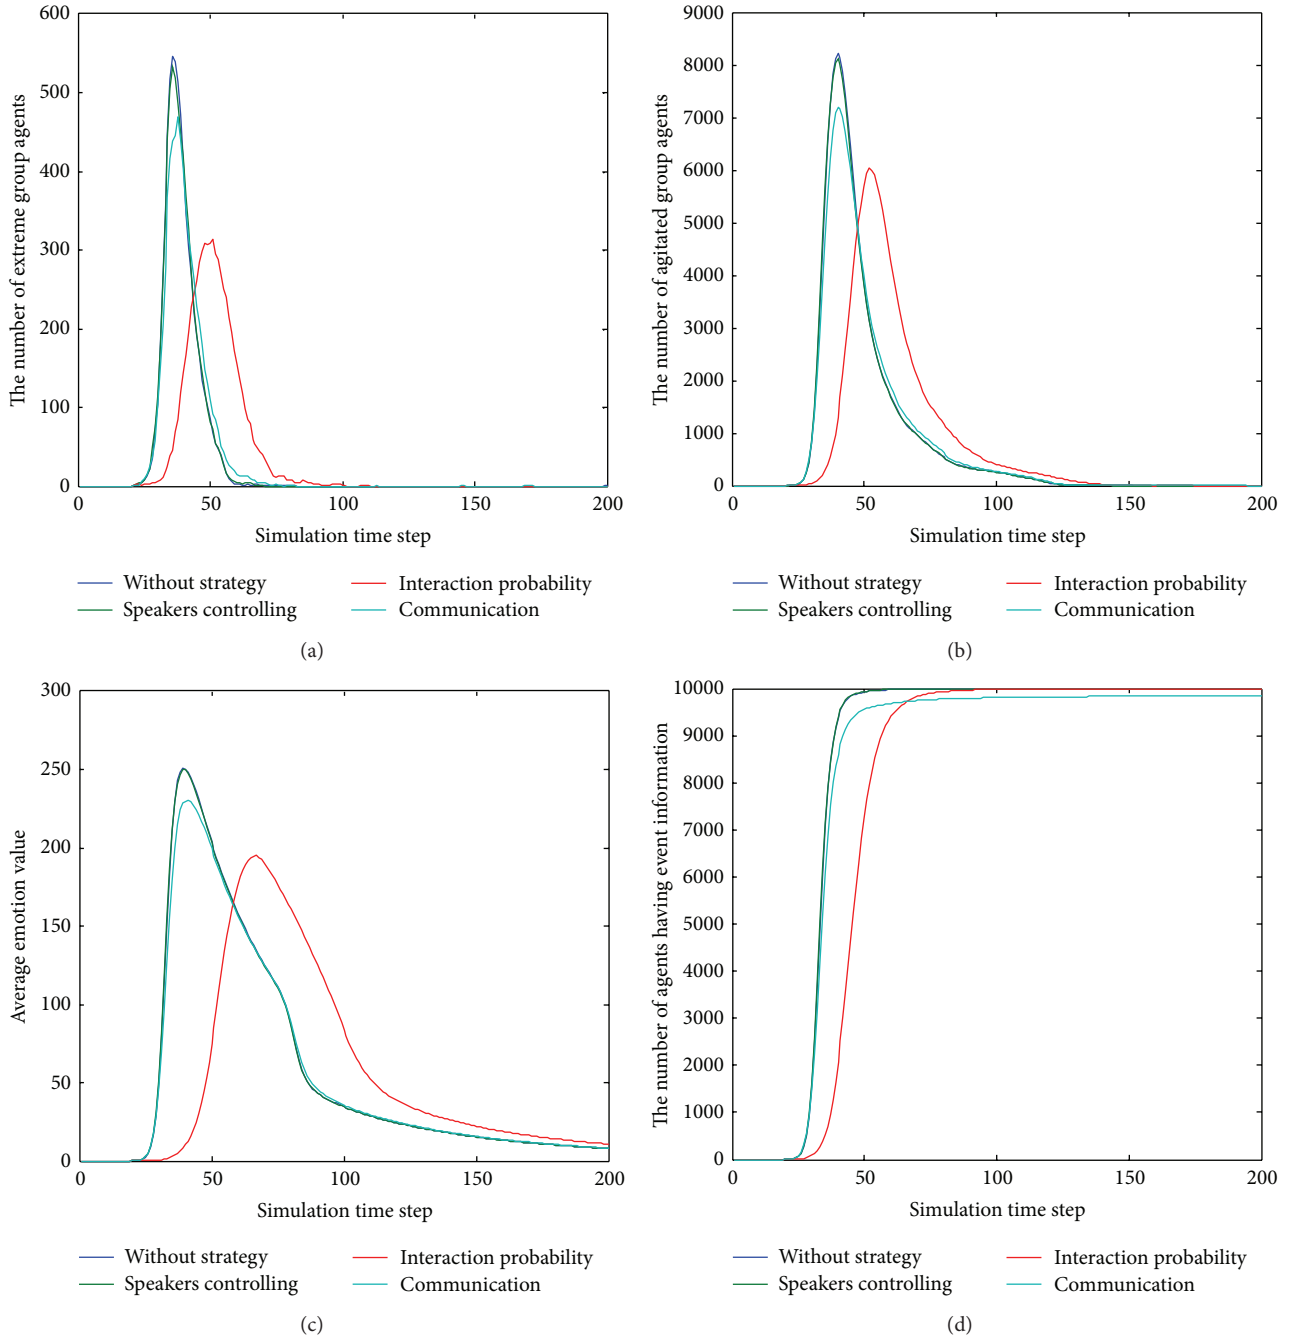 600
500
400
300
200
100
0
The number of extreme group agents
0 50 100 150 200
Simulation time step
Without strategy
Speakers controlling
Interaction probability
Communication
(a)
9000
8000
7000
6000
5000
4000
3000
2000
1000
0
The number of agitated group agents
0 50 100 150 200
Simulation time step
Without strategy
Speakers controlling
Interaction probability
Communication
(b)
300
250
200
150
100
50
0
Average emotion value
0 50 100 150 200
Simulation time step
Without strategy
Speakers controlling
Interaction probability
Communication
(c)
10000
9000
8000
7000
6000
5000
4000
3000
2000
1000
0
The number of agents having event information
0 50 100 150 200
Simulation time step
Without strategy
Speakers controlling
Interaction probability
Communication
(d)